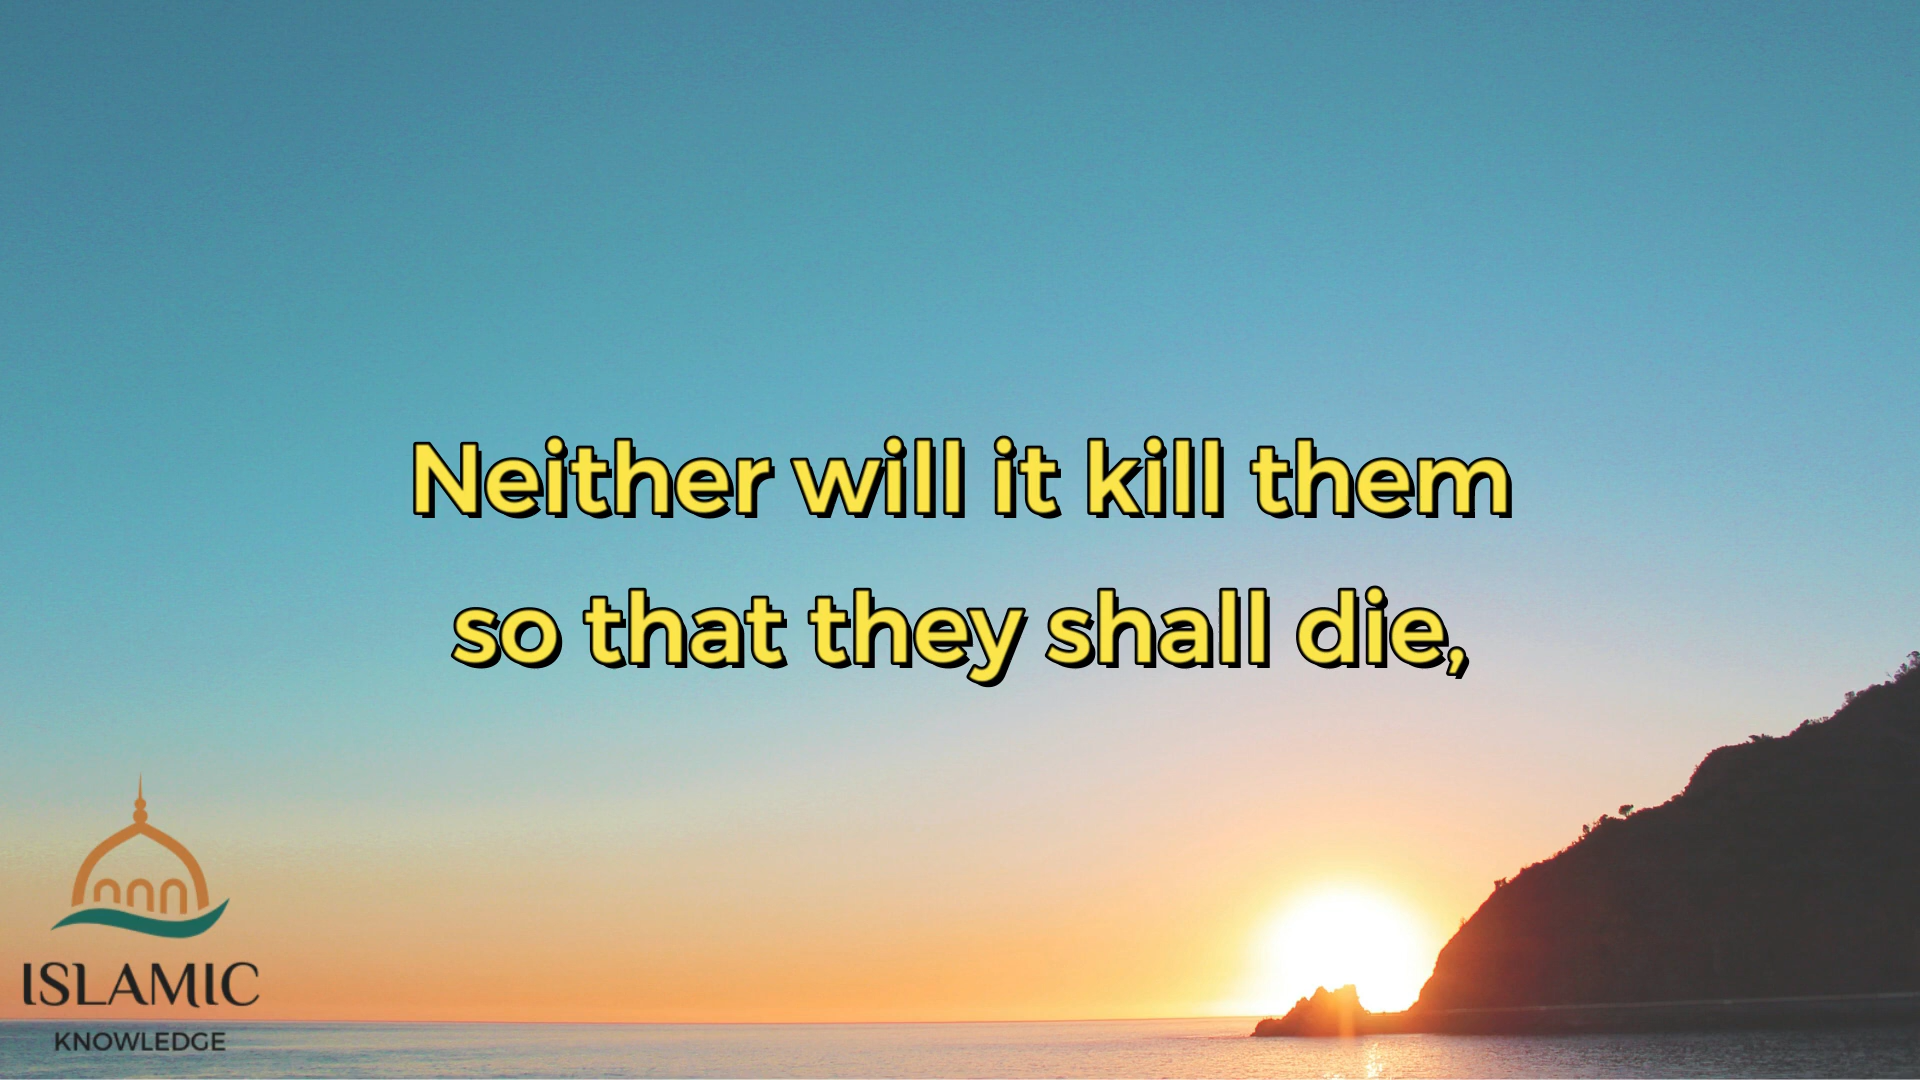 Neither will it kill them
so that they shall die,
ISLAMIC
KNOWLEDGE